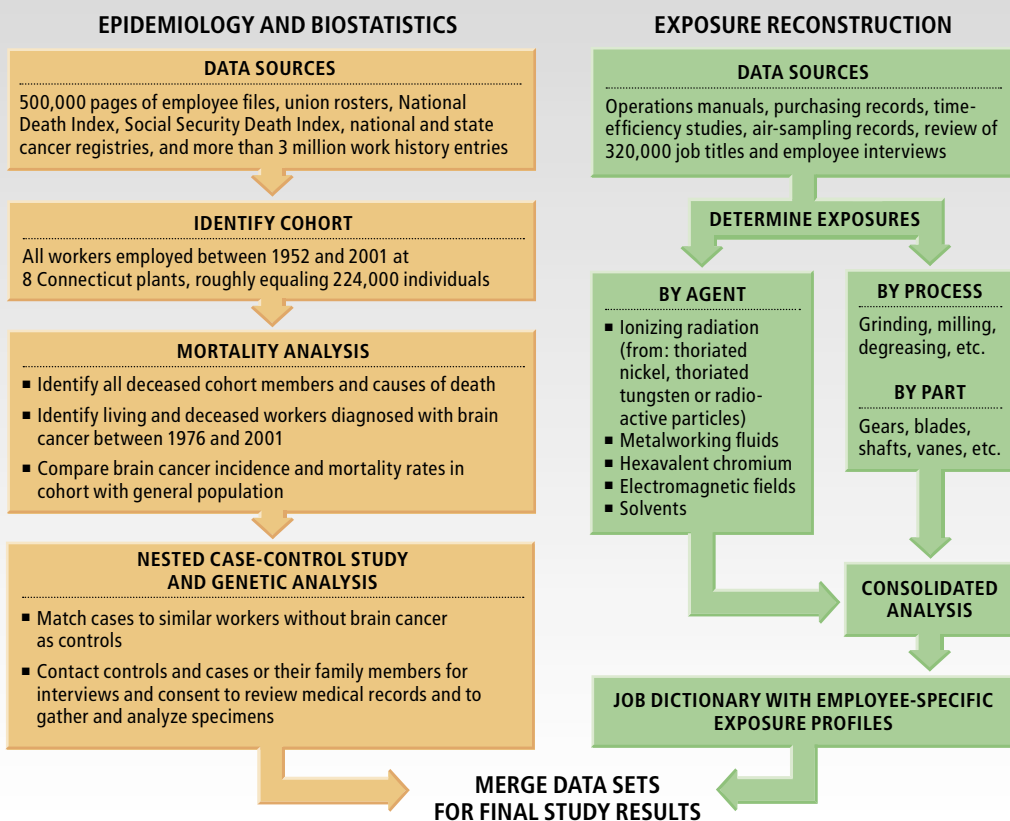 EPIDEMIOLOGY AND BIOSTATISTICS
DATA SOURCES
500,000 pages of employee files, union rosters, National
Death Index, Social Security Death Index, national and state
cancer registries, and more than 3 million work history entries
IDENTIFY COHORT
All workers employed between 1952 and 2001 at
8 Connecticut plants, roughly equaling 224,000 individuals
MORTALITY ANALYSIS
▪ Identify all deceased cohort members and causes of death
▪ Identify living and deceased workers diagnosed with brain
cancer between 1976 and 2001
▪ Compare brain cancer incidence and mortality rates in
cohort with general population
NESTED CASE-CONTROL STUDY
AND GENETIC ANALYSIS
▪ Match cases to similar workers without brain cancer
as controls
▪ Contact controls and cases or their family members for
interviews and consent to review medical records and to
gather and analyze specimens
EXPOSURE RECONSTRUCTION
DATA SOURCES
Operations manuals, purchasing records, time-
efficiency studies, air-sampling records, review of
320,000 job titles and employee interviews
DETERMINE EXPOSURES
BY AGENT
▪ Ionizing radiation
(from: thoriated
nickel, thoriated
tungsten or radio-
active particles)
▪ Metalworking fluids
▪ Hexavalent chromium
▪ Electromagnetic fields
▪ Solvents
BY PROCESS
Grinding, milling,
degreasing, etc.
BY PART
Gears, blades,
shafts, vanes, etc.
CONSOLIDATED
ANALYSIS
JOB DICTIONARY WITH EMPLOYEE-SPECIFIC
EXPOSURE PROFILES
MERGE DATA SETS
FOR FINAL STUDY RESULTS